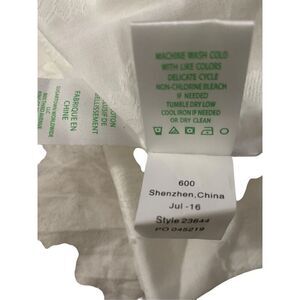 MACHINE WASH COLD
WITH LIKE COLORS
DELICATE CYCLE
NON-CHLORINE BLEACH
IF NEEDED
TUMBLE DRY LOW
COOL IRON IF NEEDED
OR DRY CLEAN
600
Shenzhen,China
Jul -16
Style 23644
PO 045219
FABRIQUÉ EN
CHINE